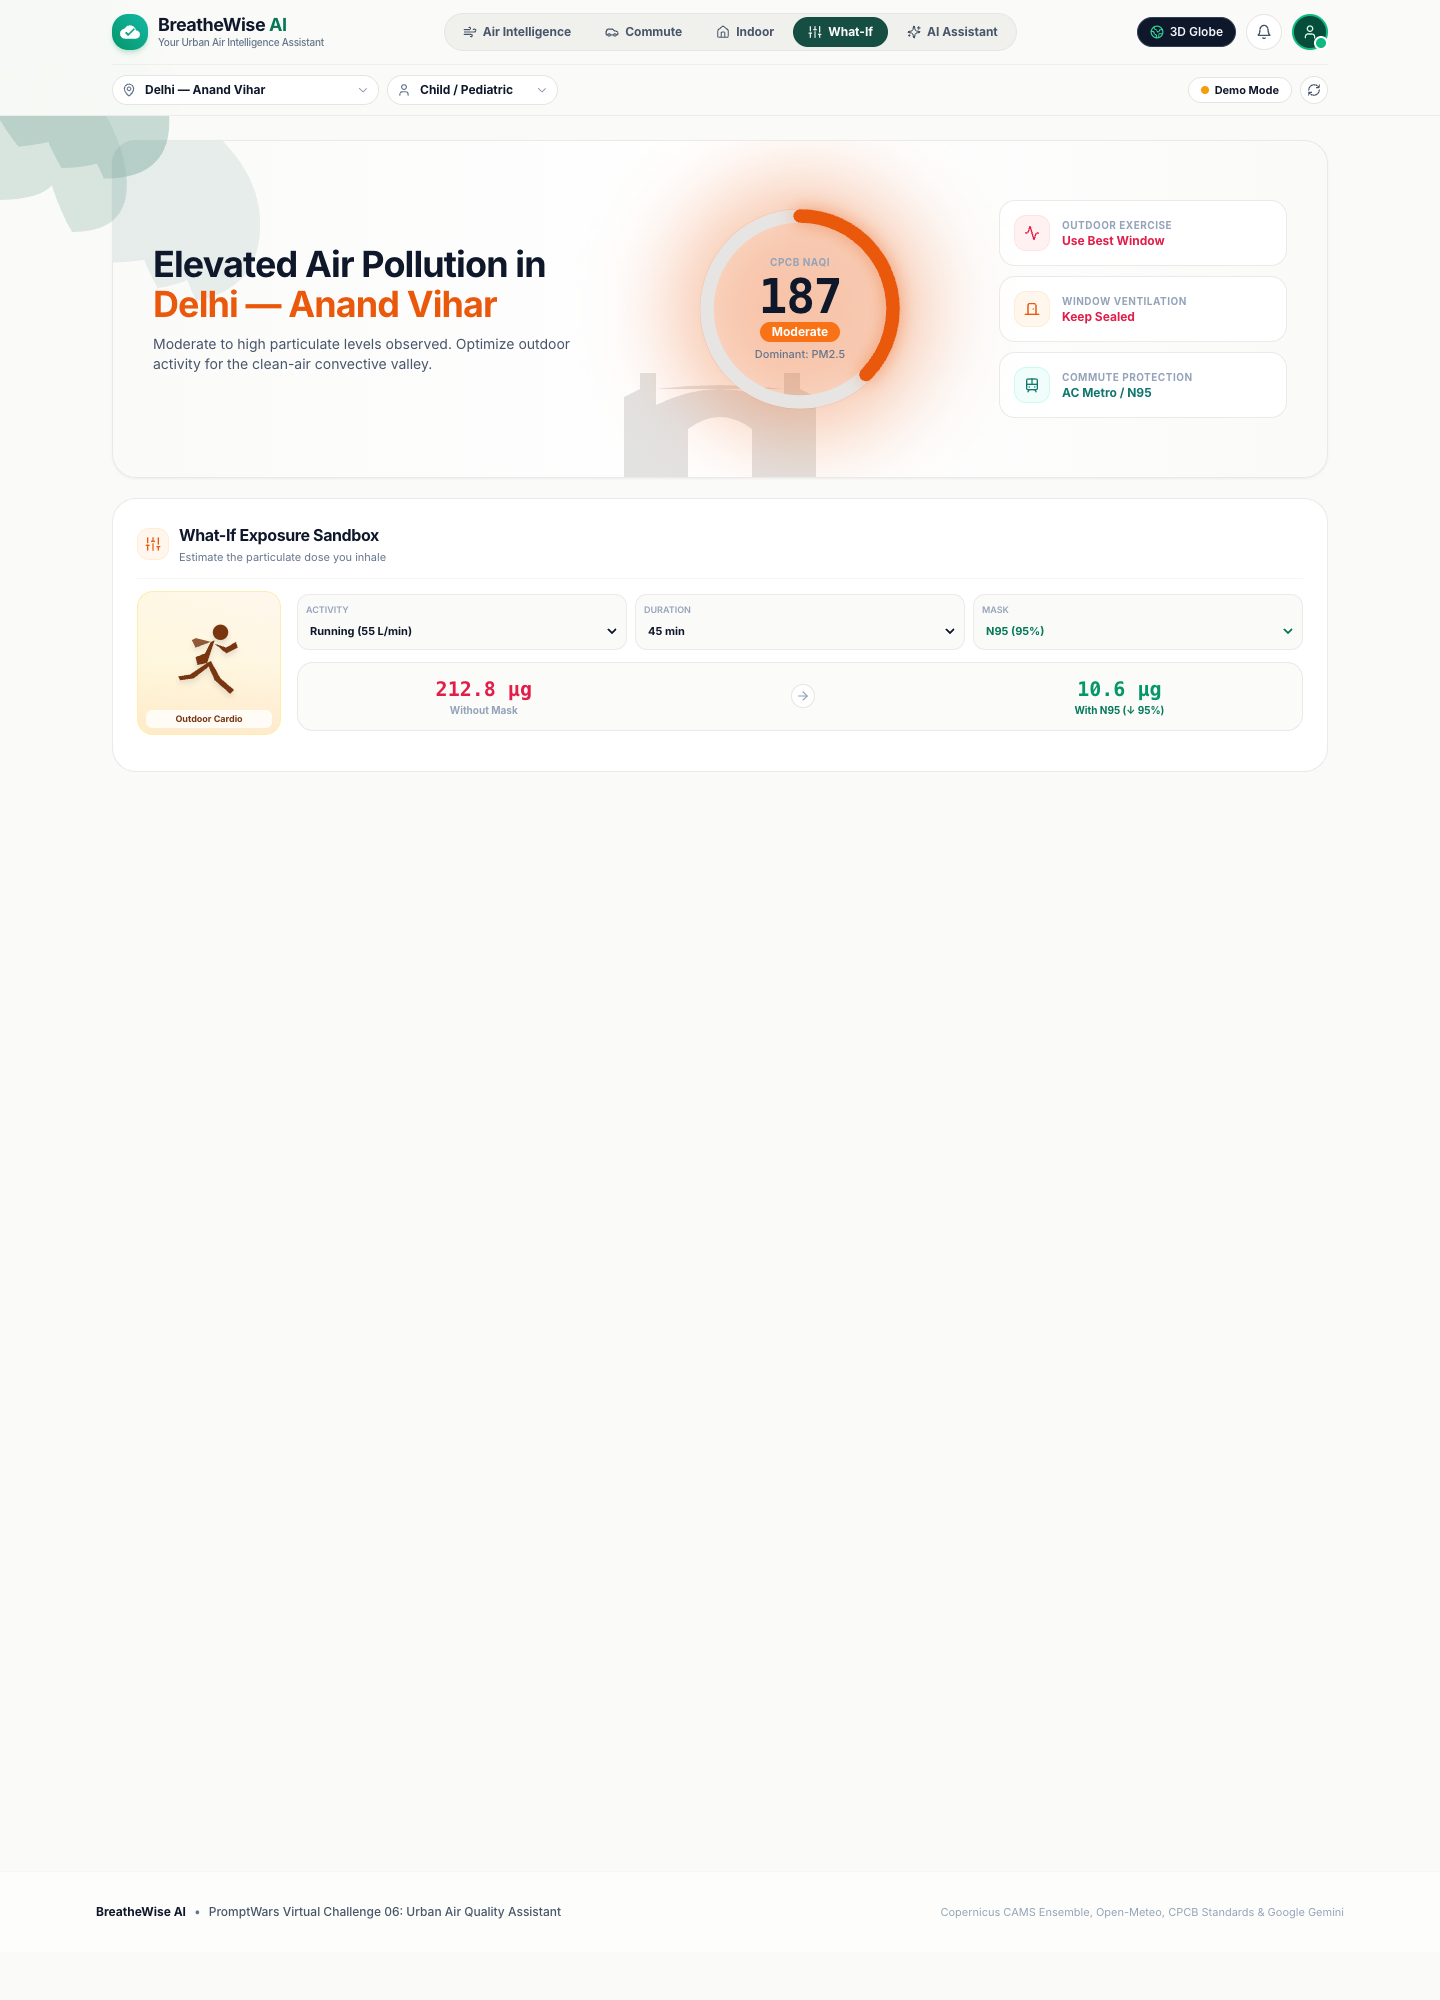 BreatheWise AI
Your Urban Air Intelligence Assistant
Air Intelligence
Commute
Indoor
What-If
AI Assistant
3D Globe
Delhi — Anand Vihar
Child / Pediatric
Demo Mode
Elevated Air Pollution in
Delhi — Anand Vihar
Moderate to high particulate levels observed. Optimize outdoor
activity for the clean-air convective valley.
CPCB NAQI
187
Moderate
Dominant: PM2.5
OUTDOOR EXERCISE
Use Best Window
WINDOW VENTILATION
Keep Sealed
COMMUTE PROTECTION
AC Metro / N95
What-If Exposure Sandbox
Estimate the particulate dose you inhale
Outdoor Cardio
ACTIVITY
Running (55 L/min)
DURATION
45 min
MASK
N95 (95%)
212.8 µg
Without Mask
10.6 µg
With N95 (↓ 95%)
BreatheWise AI • PromptWars Virtual Challenge 06: Urban Air Quality Assistant
Copernicus CAMS Ensemble, Open-Meteo, CPCB Standards & Google Gemini